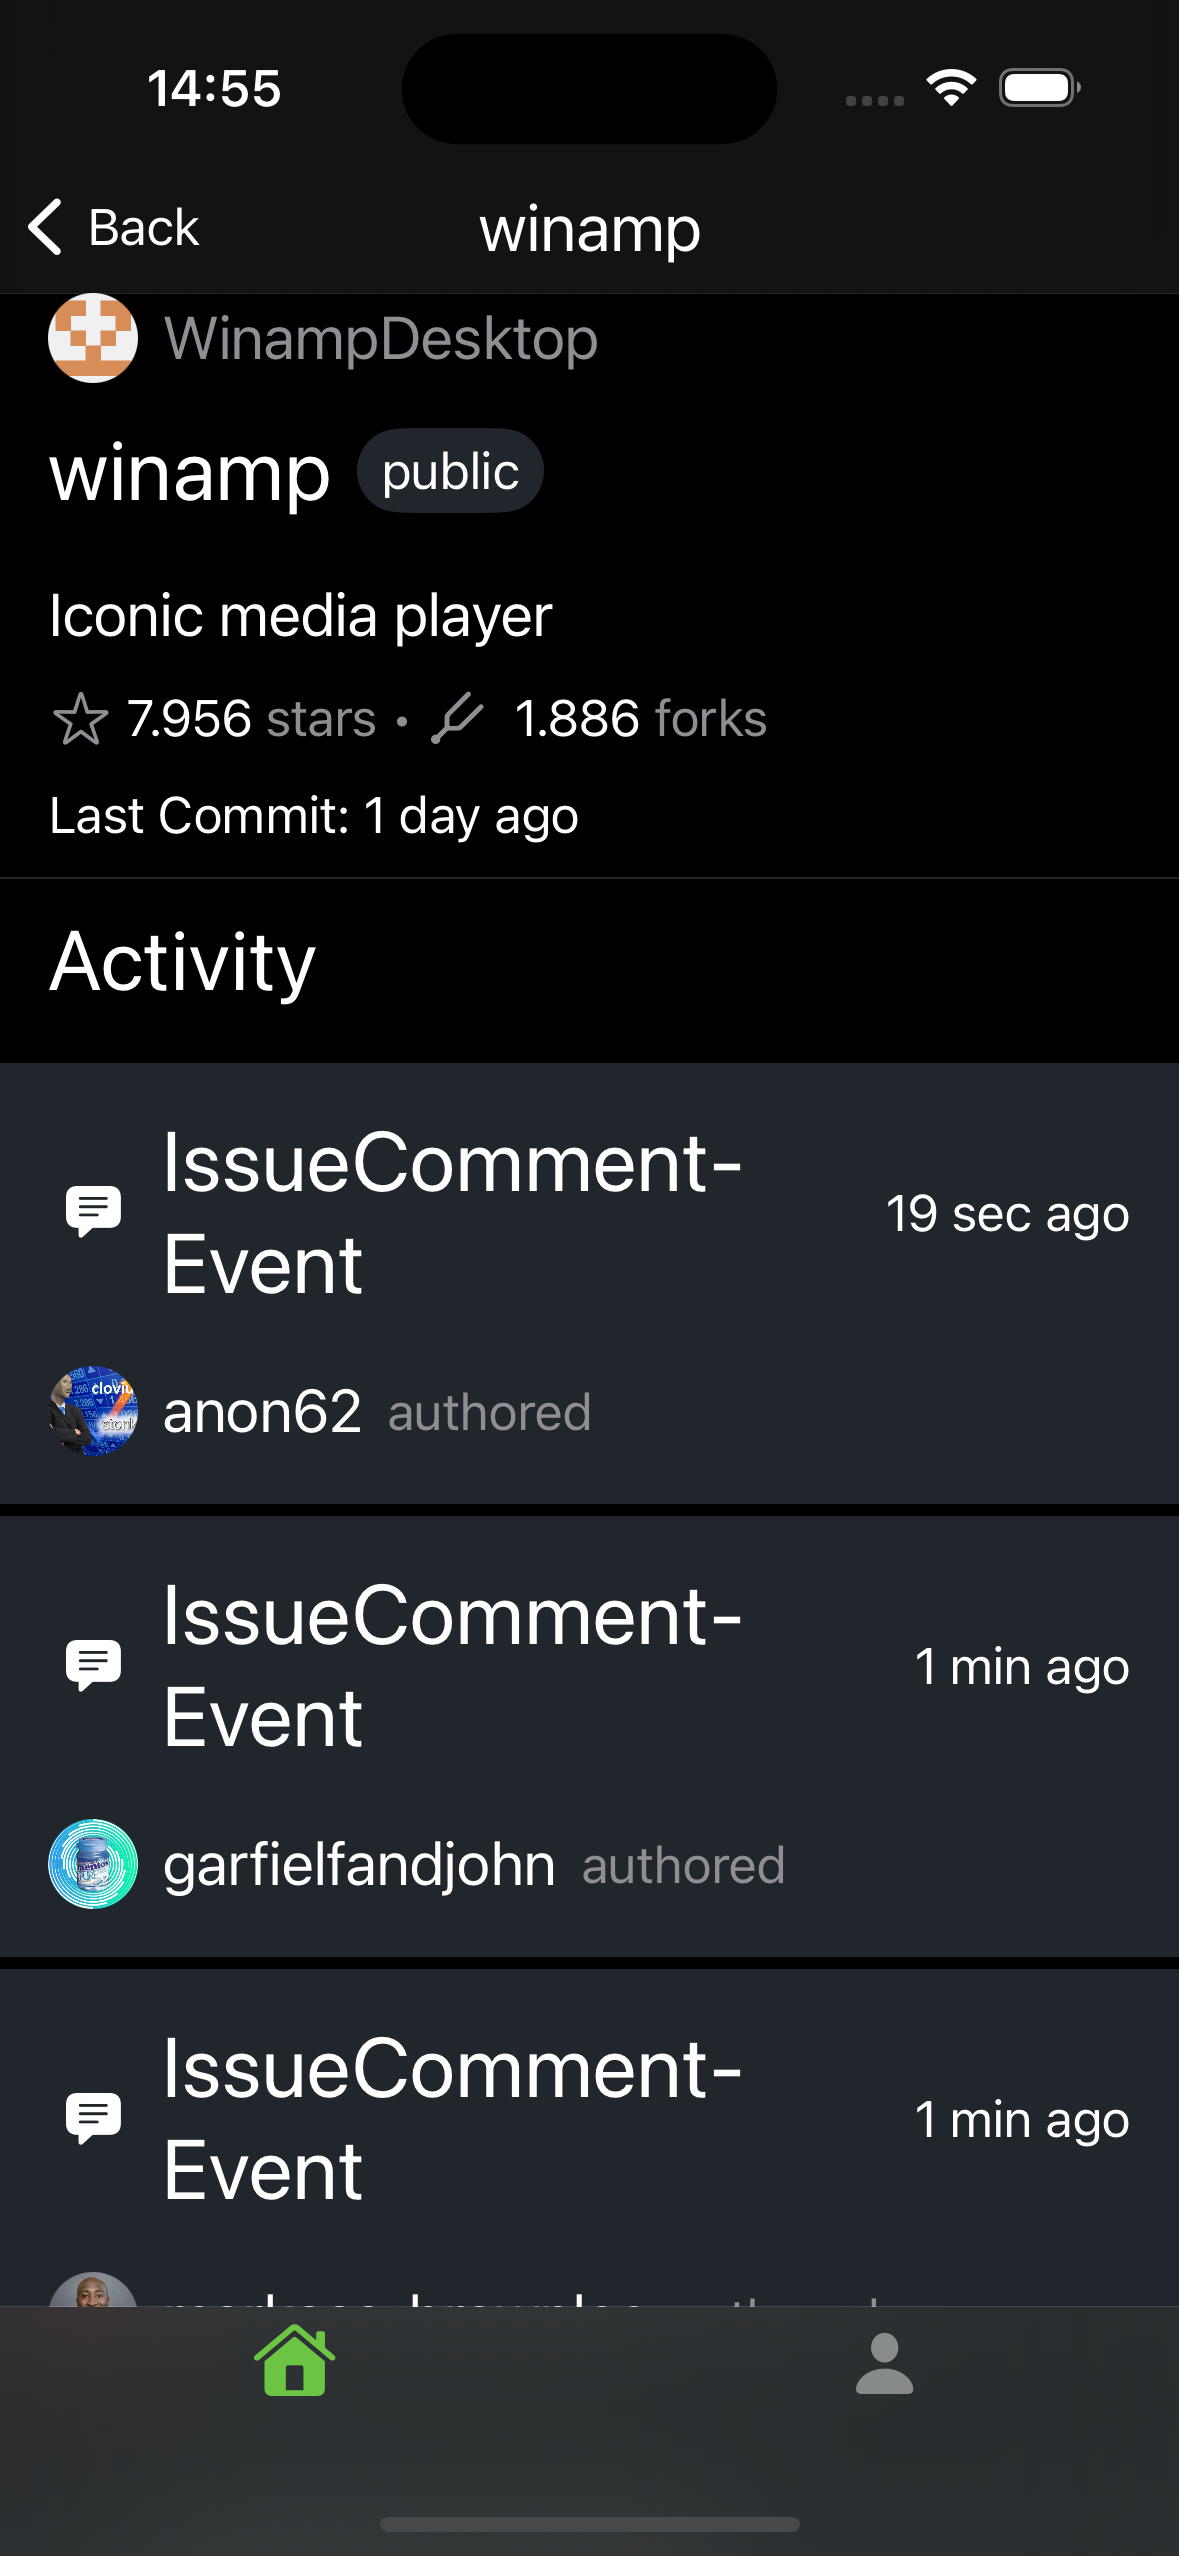 14:55
Back
winamp
WinampDesktop
winamp public
Iconic media player
7.956 stars • 1.886 forks
Last Commit: 1 day ago
Activity
IssueComment-
Event
19 sec ago
anon62 authored
IssueComment-
Event
1 min ago
garfielfandjohn authored
IssueComment-
Event
1 min ago